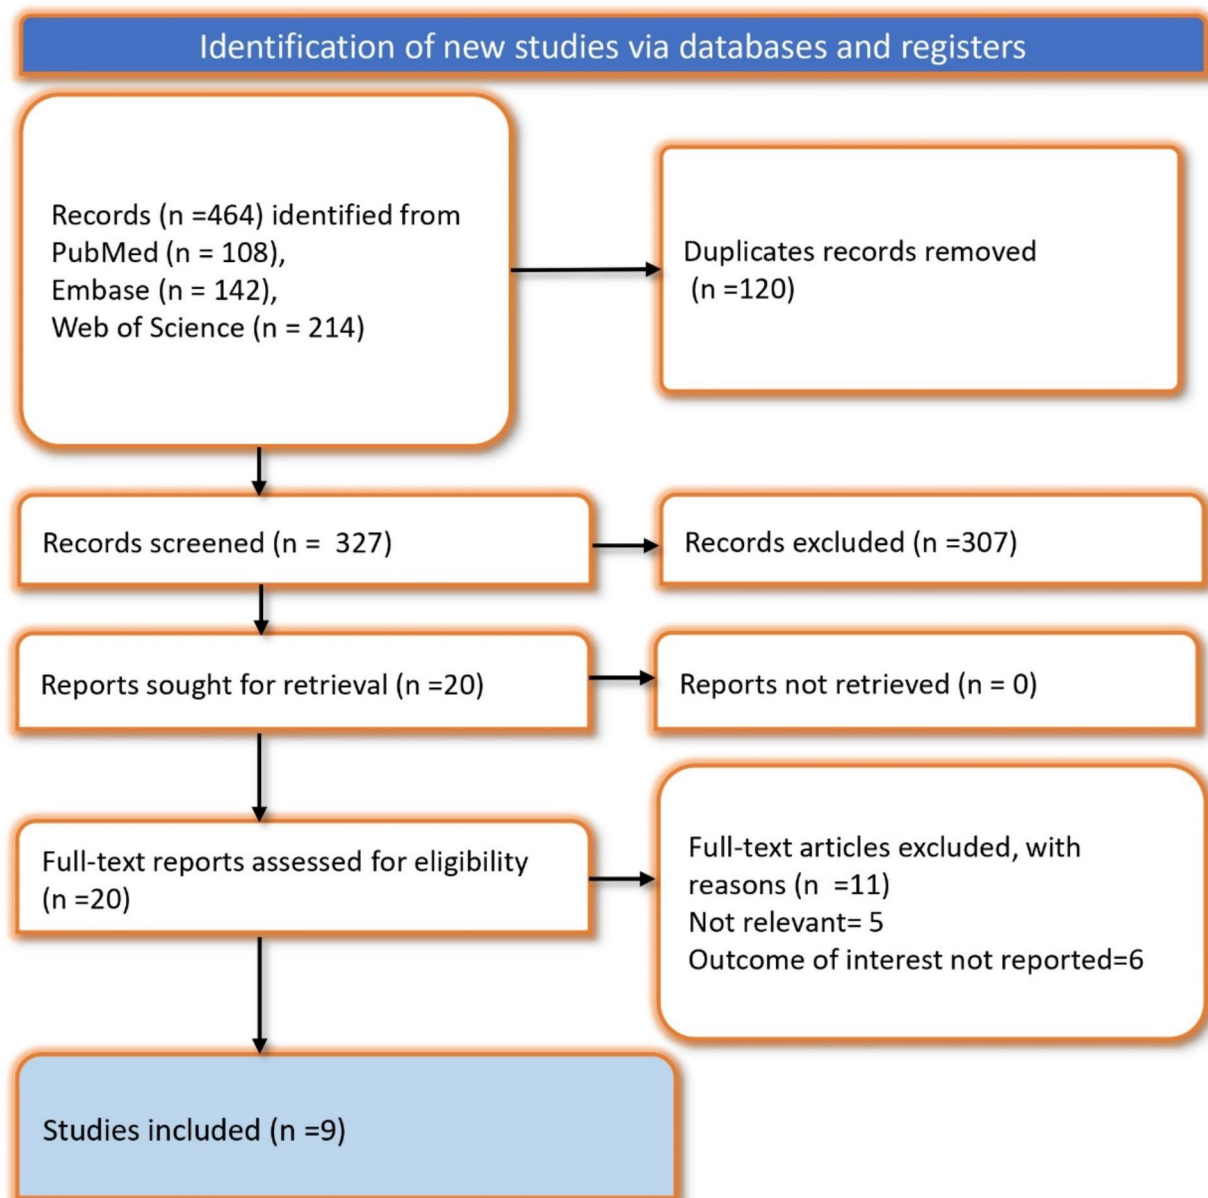 Identification of new studies via databases and registers
Records (n =464) identified from
PubMed (n = 108),
Embase (n = 142),
Web of Science (n = 214)
Duplicates records removed
(n =120)
Records screened (n = 327)
Records excluded (n =307)
Reports sought for retrieval (n =20)
Reports not retrieved (n = 0)
Full-text reports assessed for eligibility
(n =20)
Full-text articles excluded, with
reasons (n =11)
Not relevant= 5
Outcome of interest not reported=6
Studies included (n =9)